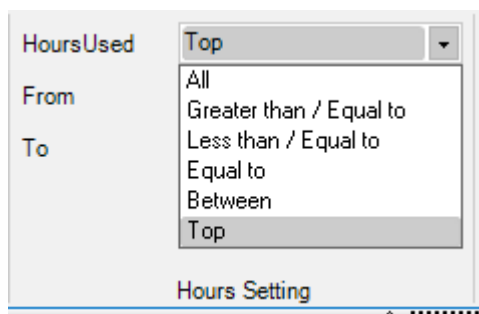 HoursUsed Top
All
From
Greater than / Equal to
Less than / Equal to
To
Equal to
Between
Top
Hours Setting